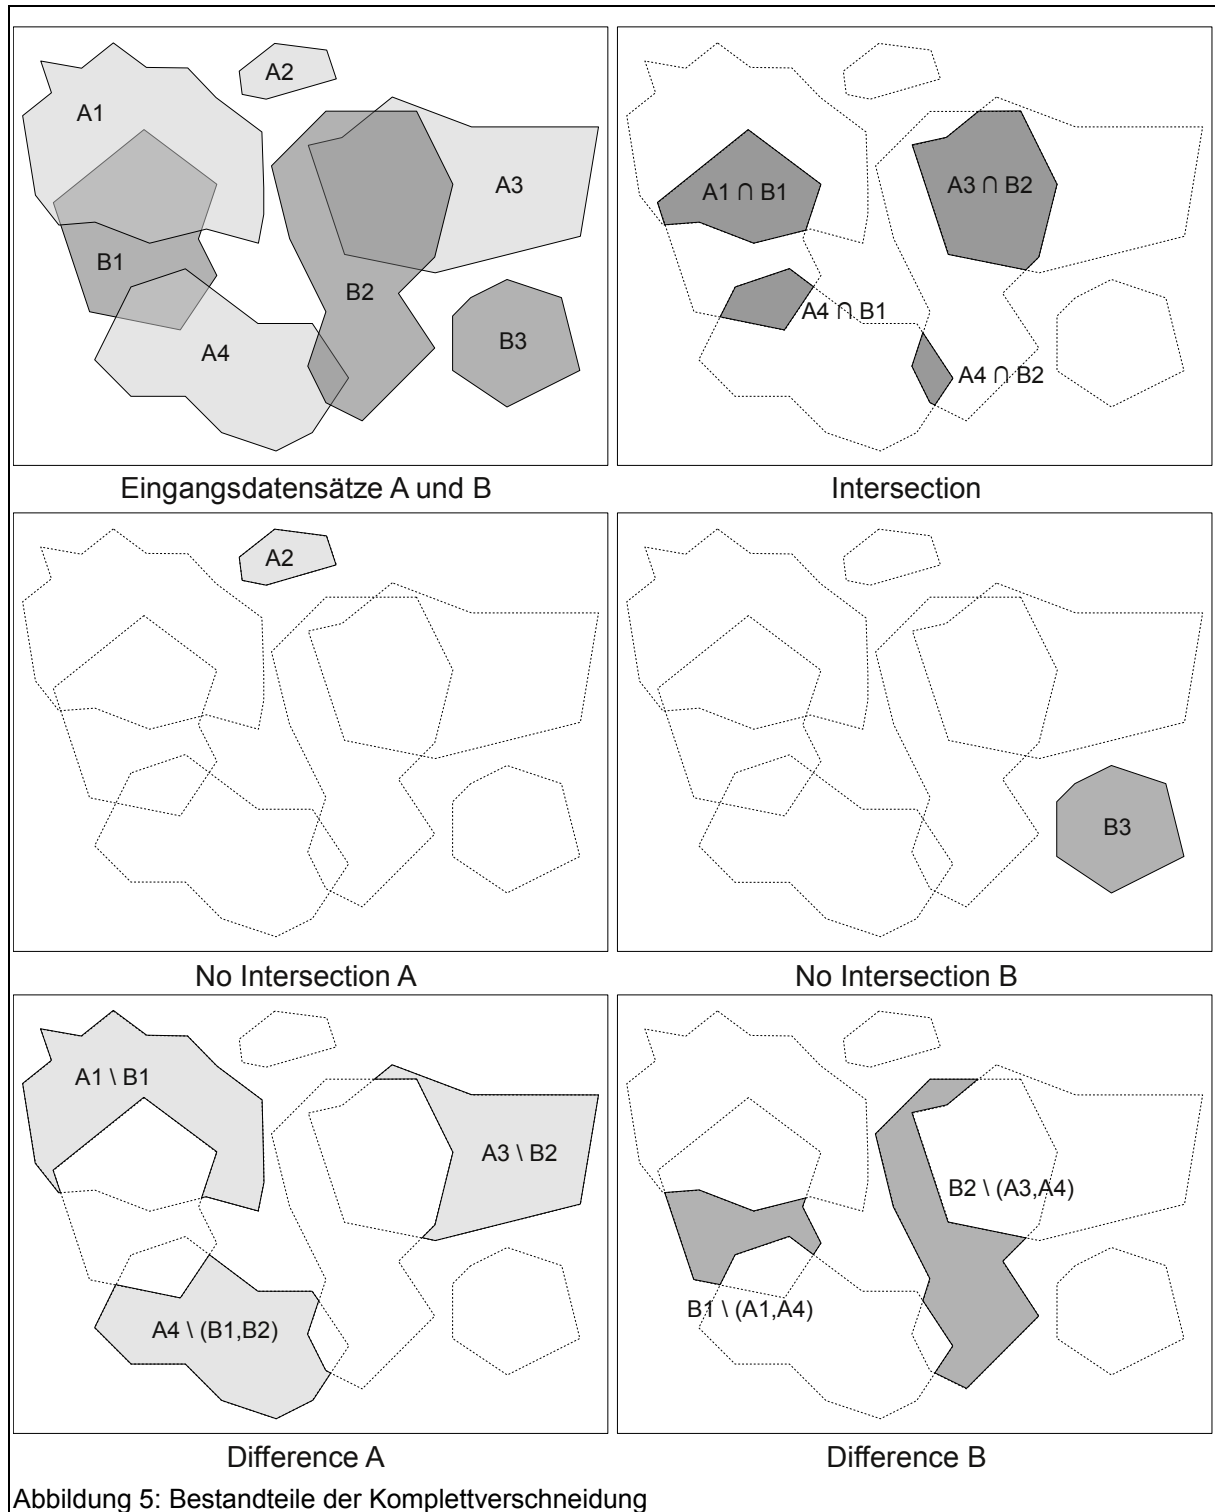 A1
A2
A3
B1
B2
A4
B3
Eingangsdatensätze A und B
A1 ∩ B1
A3 ∩ B2
A4 ∩ B1
A4 ∩ B2
Intersection
A2
No Intersection A
B3
No Intersection B
A1 \ B1
A3 \ B2
A4 \ (B1,B2)
Difference A
B2 \ (A3,A4)
B1 \ (A1,A4)
Difference B
Abbildung 5: Bestandteile der Komplettverschneidung